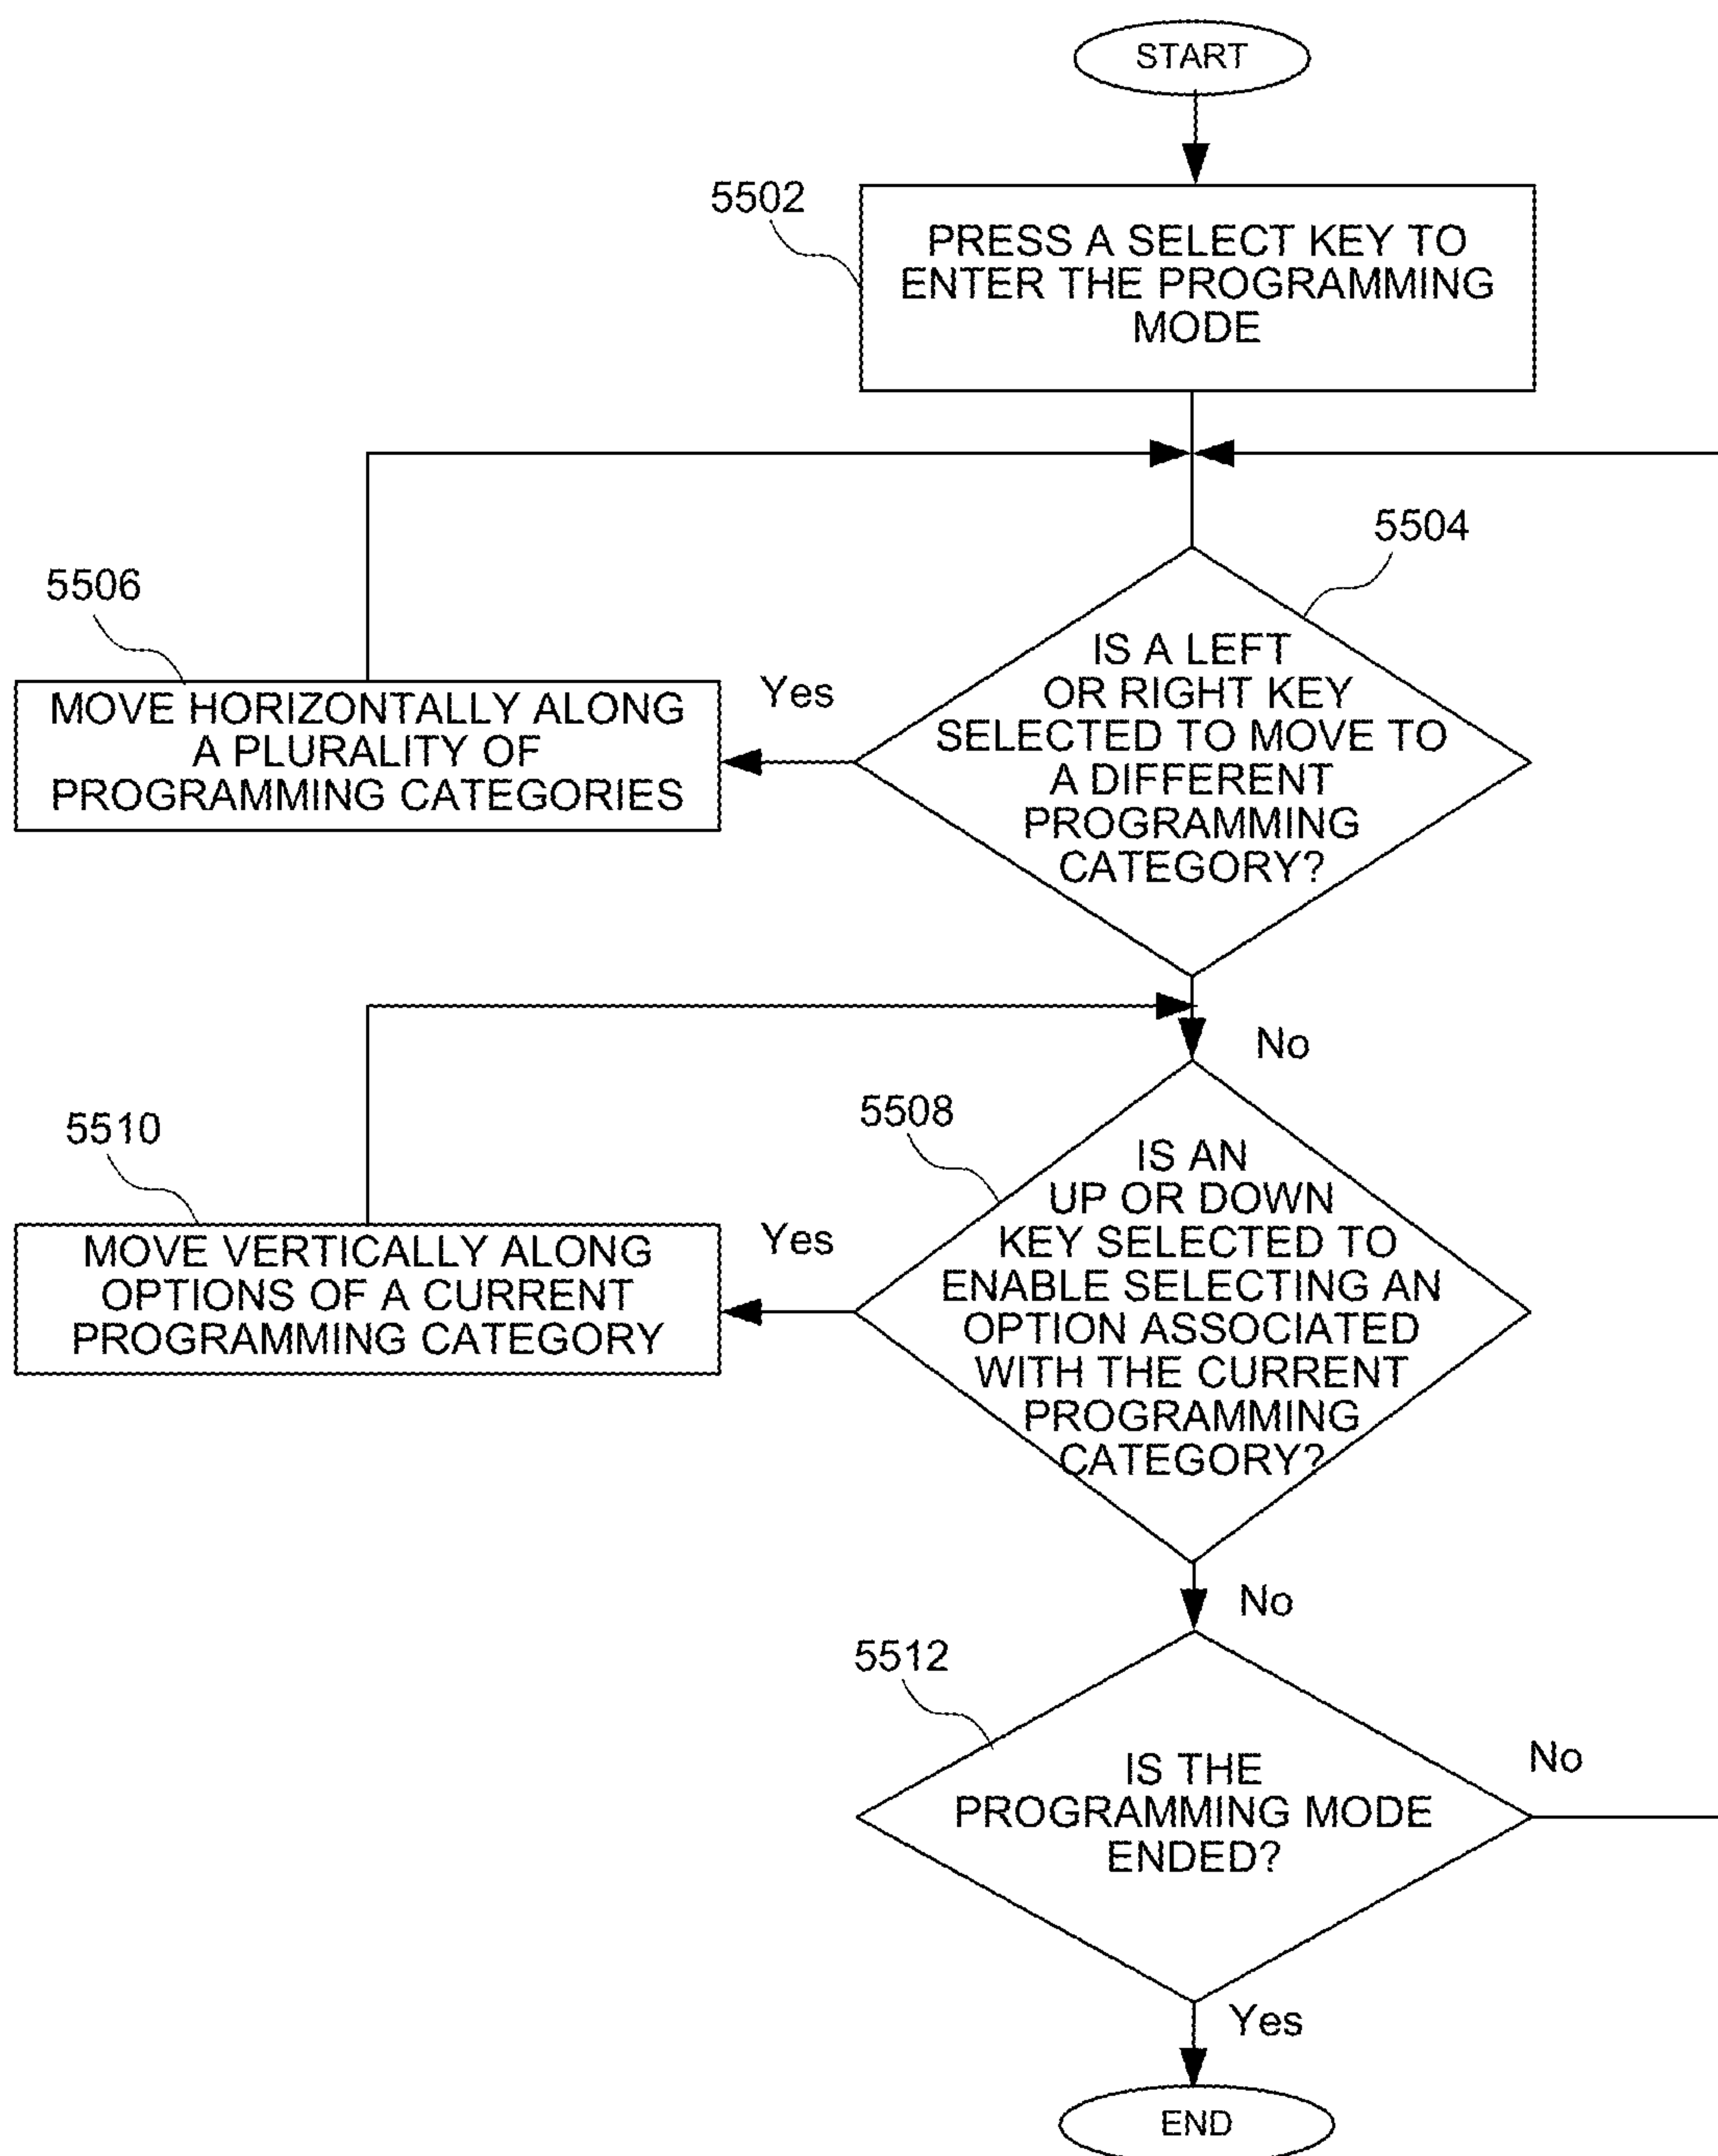 START
5502
PRESS A SELECT KEY TO
ENTER THE PROGRAMMING
MODE
5504
IS A LEFT
OR RIGHT KEY
SELECTED TO MOVE TO
A DIFFERENT
PROGRAMMING
CATEGORY?
Yes
5506
MOVE HORIZONTALLY ALONG
A PLURALITY OF
PROGRAMMING CATEGORIES
No
5508
IS AN
UP OR DOWN
KEY SELECTED TO
ENABLE SELECTING AN
OPTION ASSOCIATED
WITH THE CURRENT
PROGRAMMING
CATEGORY?
Yes
5510
MOVE VERTICALLY ALONG
OPTIONS OF A CURRENT
PROGRAMMING CATEGORY
No
5512
IS THE
PROGRAMMING MODE
ENDED?
No
Yes
END